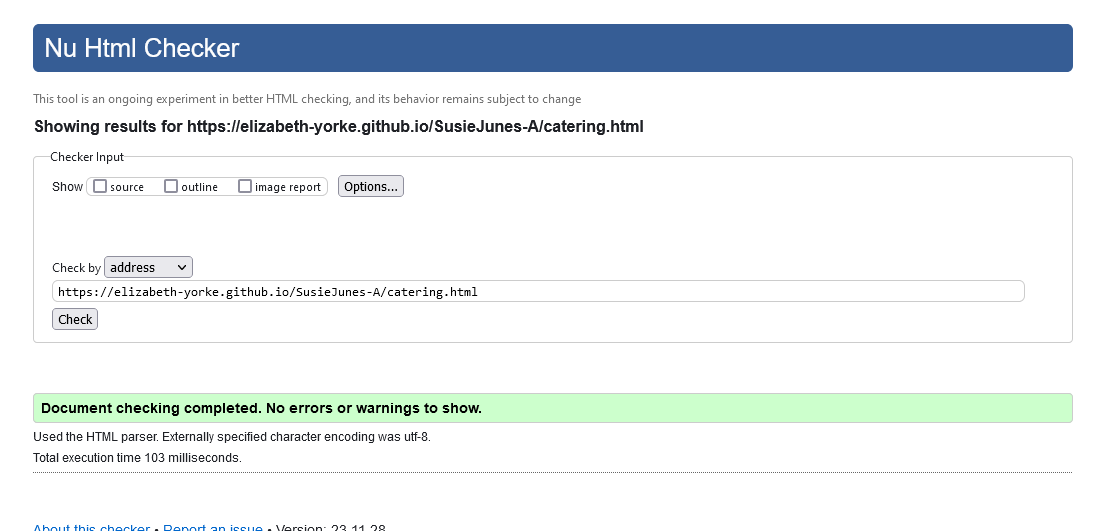 Nu Html Checker
This tool is an ongoing experiment in better HTML checking, and its behavior remains subject to change
Showing results for https://elizabeth-yorke.github.io/SusieJunes-A/catering.html
Checker Input
Show source outline image report Options...
Check by address
https://elizabeth-yorke.github.io/SusieJunes-A/catering.html
Check
Document checking completed. No errors or warnings to show.
Used the HTML parser. Externally specified character encoding was utf-8.
Total execution time 103 milliseconds.
About this checker • Report an issue • Version: 23.11.28